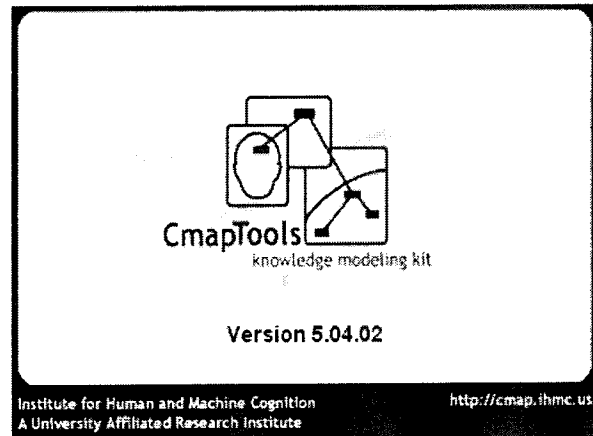 CmapTools
knowledge modeling kit
Version 5.04.02
Institute for Human and Machine Cognition
A University Affiliated Research Institute
http://cmap.ihmc.us